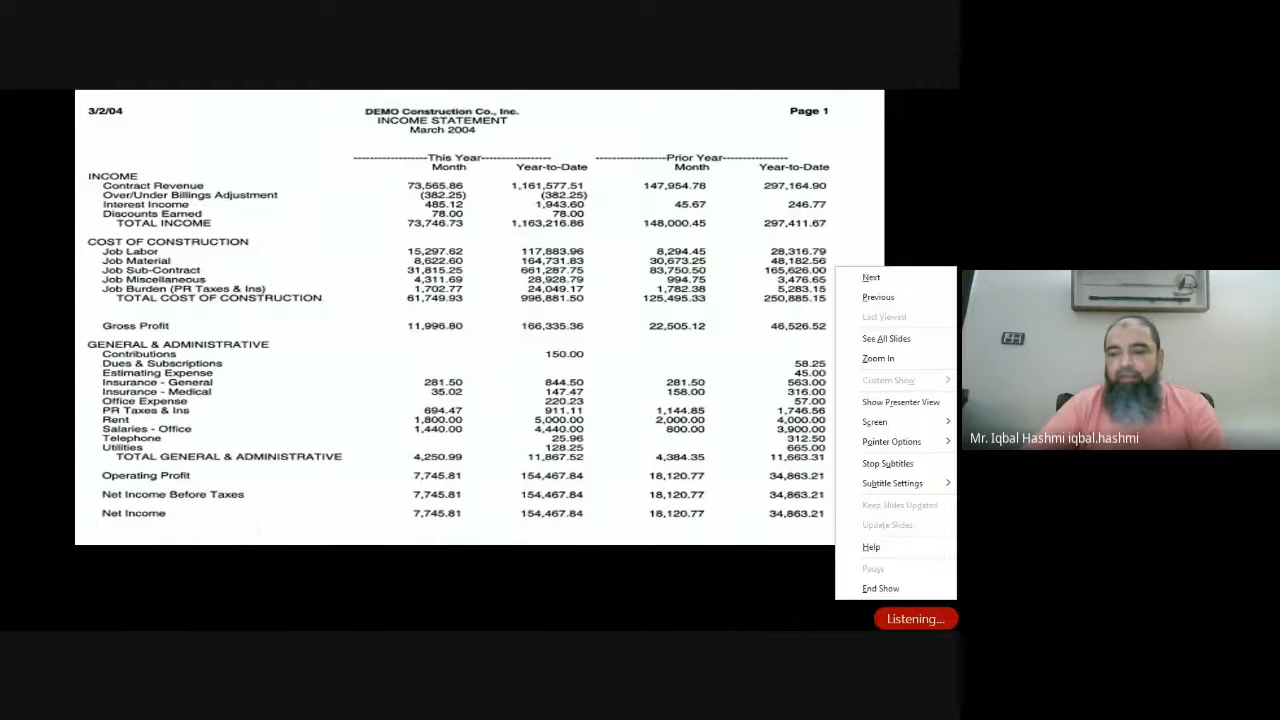 3/2/04 DEMO Construction Co., Inc. Page 1
INCOME STATEMENT
March 2004
------------------This Year----------------- -----------------Prior Year----------------
Month Year-to-Date Month Year-to-Date
INCOME
Contract Revenue 73,565.86 1,161,577.51 147,954.78 297,164.90
Over/Under Billings Adjustment (382.25) (382.25)
Interest Income 485.12 1,943.60 45.67 246.77
Discounts Earned 78.00 78.00
TOTAL INCOME 73,746.73 1,163,216.86 148,000.45 297,411.67
COST OF CONSTRUCTION
Job Labor 15,297.62 117,883.96 8,294.45 28,316.79
Job Material 8,622.60 164,731.83 30,673.25 48,182.56
Job Sub-Contract 31,815.25 661,287.75 83,750.50 165,626.00
Job Miscellaneous 4,311.69 28,928.79 994.75 3,476.65
Job Burden (PR Taxes & Ins) 1,702.77 24,049.17 1,782.38 5,283.15
TOTAL COST OF CONSTRUCTION 61,749.93 996,881.50 125,495.33 250,885.15
Gross Profit 11,996.80 166,335.36 22,505.12 46,526.52
GENERAL & ADMINISTRATIVE
Contributions 150.00
Dues & Subscriptions 58.25
Estimating Expense 45.00
Insurance - General 281.50 844.50 281.50 563.00
Insurance - Medical 35.02 147.47 158.00 316.00
Office Expense 220.23 57.00
PR Taxes & Ins 694.47 911.11 1,144.85 1,746.56
Rent 1,800.00 5,000.00 2,000.00 4,000.00
Salaries - Office 1,440.00 4,440.00 800.00 3,900.00
Telephone 25.96 312.50
Utilities 128.25 665.00
TOTAL GENERAL & ADMINISTRATIVE 4,250.99 11,867.52 4,384.35 11,663.31
Operating Profit 7,745.81 154,467.84 18,120.77 34,863.21
Net Income Before Taxes 7,745.81 154,467.84 18,120.77 34,863.21
Net Income 7,745.81 154,467.84 18,120.77 34,863.21
Next
Previous
Last Viewed
See All Slides
Zoom In
Custom Show
Show Presenter View
Screen
Pointer Options
Stop Subtitles
Subtitle Settings
Keep Slides Updated
Update Slides
Help
Pause
End Show
Listening...
Mr. Iqbal Hashmi iqbal.hashmi